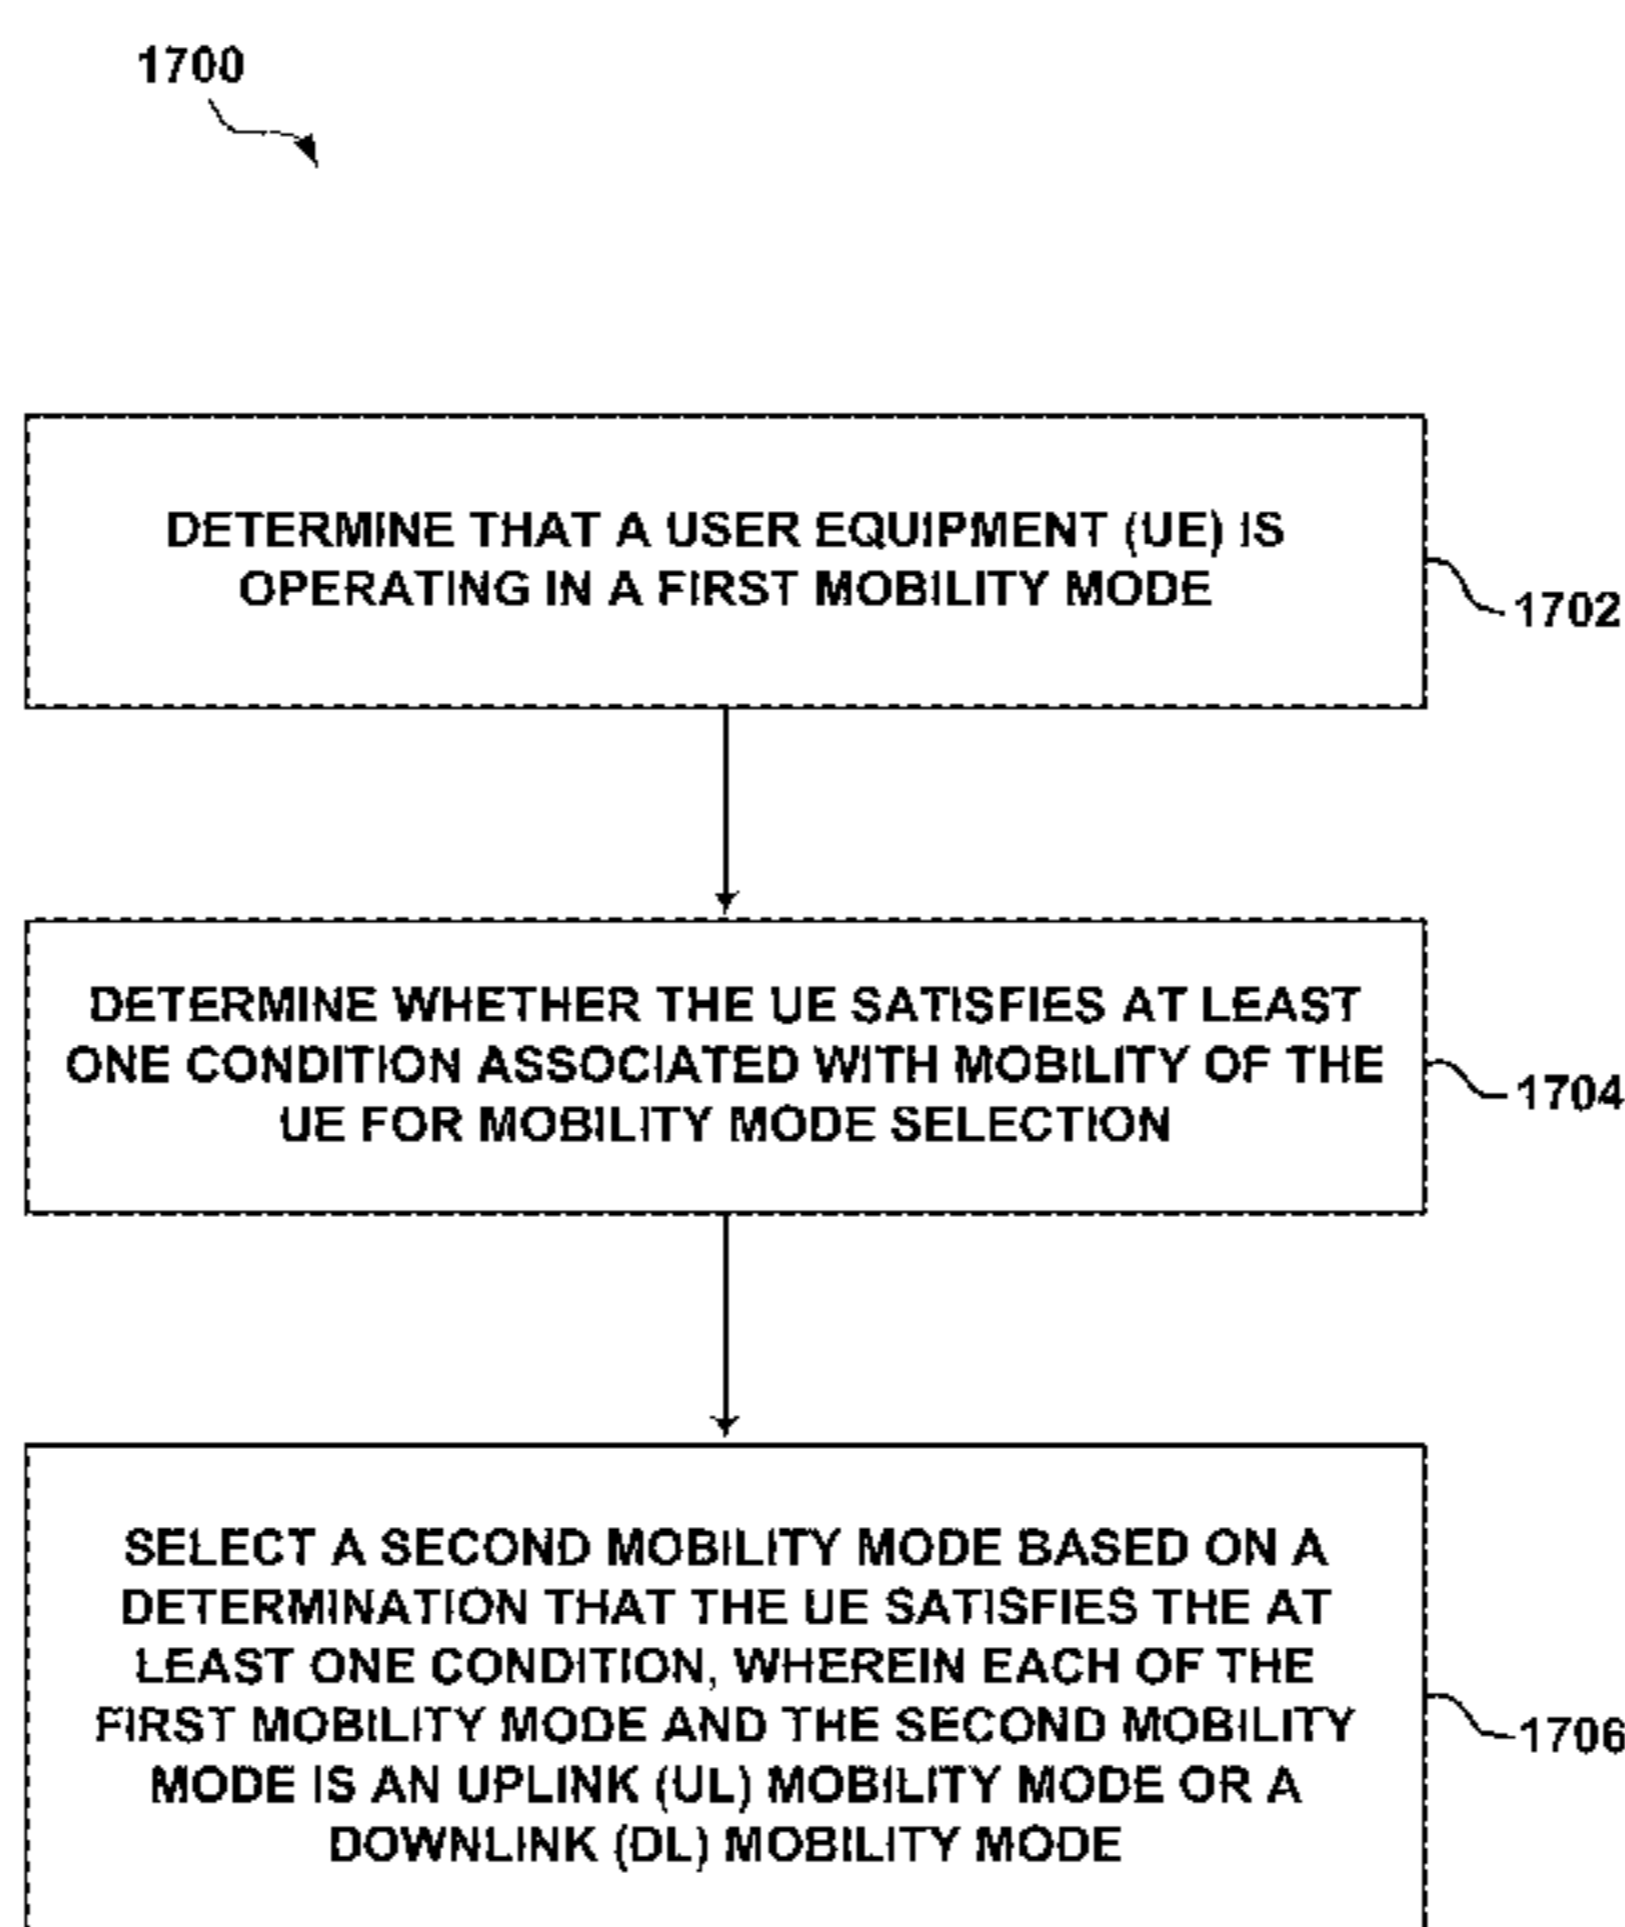 1700
DETERMINE THAT A USER EQUIPMENT (UE) IS
OPERATING IN A FIRST MOBILITY MODE
1702
DETERMINE WHETHER THE UE SATISFIES AT LEAST
ONE CONDITION ASSOCIATED WITH MOBILITY OF THE
UE FOR MOBILITY MODE SELECTION
1704
SELECT A SECOND MOBILITY MODE BASED ON A
DETERMINATION THAT THE UE SATISFIES THE AT
LEAST ONE CONDITION, WHEREIN EACH OF THE
FIRST MOBILITY MODE AND THE SECOND MOBILITY
MODE IS AN UPLINK (UL) MOBILITY MODE OR A
DOWNLINK (DL) MOBILITY MODE
1706